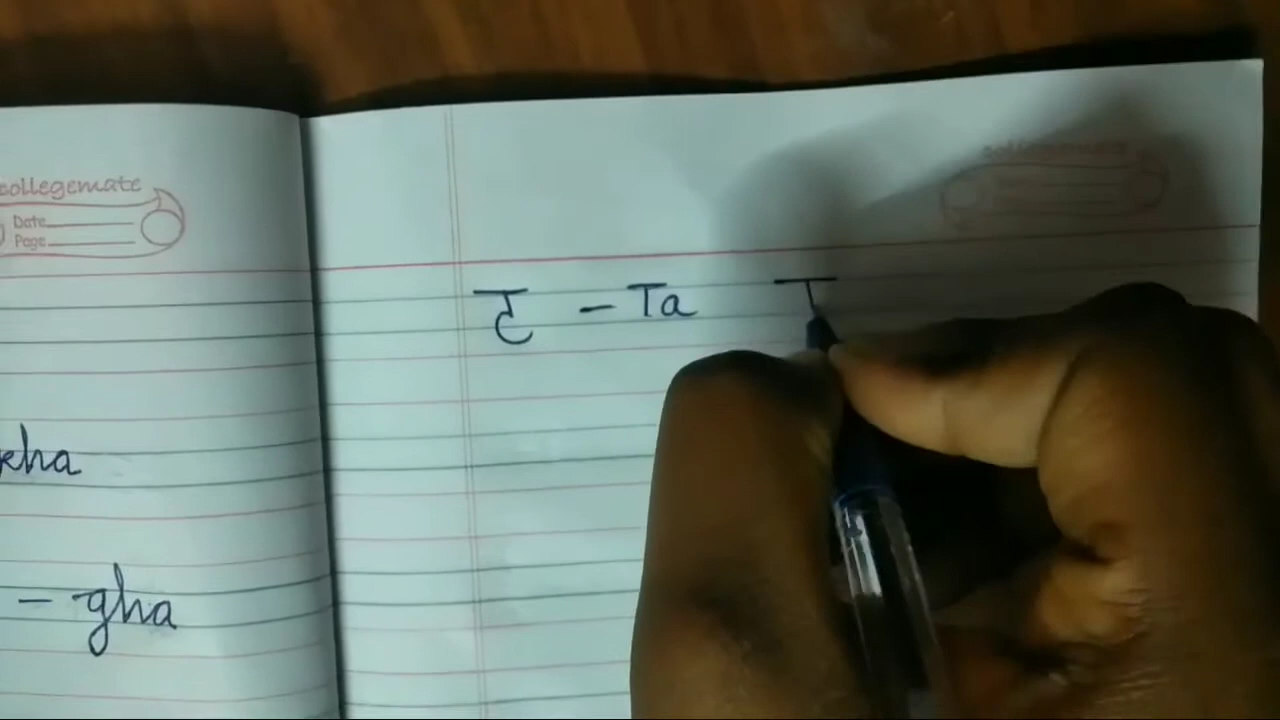 collegemate
Date
Page
ट - Ta
kha
- gha